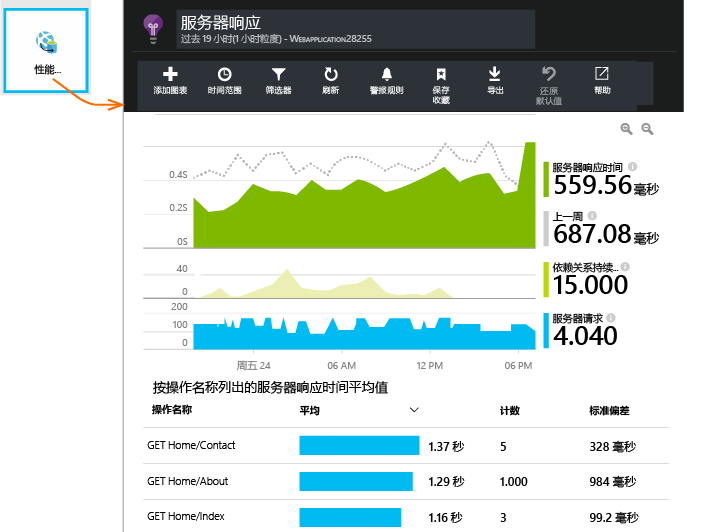 性能...
服务器响应
过去 19 小时(1 小时粒度) - WEBAPPLICATION28255
添加图表 时间范围 筛选器 刷新 警报规则 保存 收藏 导出 还原 默认值 帮助
0.4S
0.2S
0S
服务器响应时间
559.56 毫秒
上一周
687.08 毫秒
40
0
依赖关系持续...
15.000
200
100
0
服务器请求
4.040
周五 24 06 AM 12 PM 06 PM
按操作名称列出的服务器响应时间平均值
操作名称 平均 计数 标准偏差
GET Home/Contact 1.37 秒 5 328 毫秒
GET Home/About 1.29 秒 1.000 984 毫秒
GET Home/Index 1.16 秒 3 99.2 毫秒